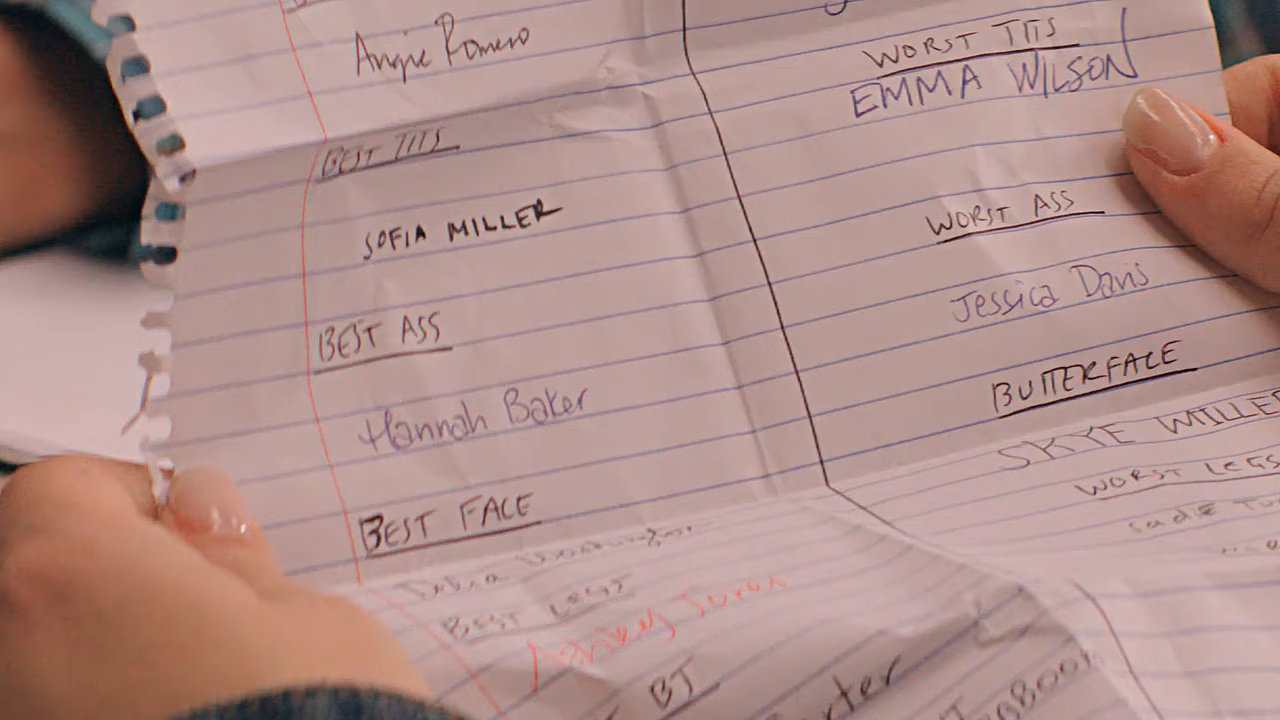 Angie Romero
BEST TITS
SOFIA MILLER
BEST ASS
Hannah Baker
BEST FACE
BEST LEGS
BJ
WORST TITS
EMMA WILSON
WORST ASS
Jessica Davis
BUTTERFACE
SKYE MILLER
WORST LEGS